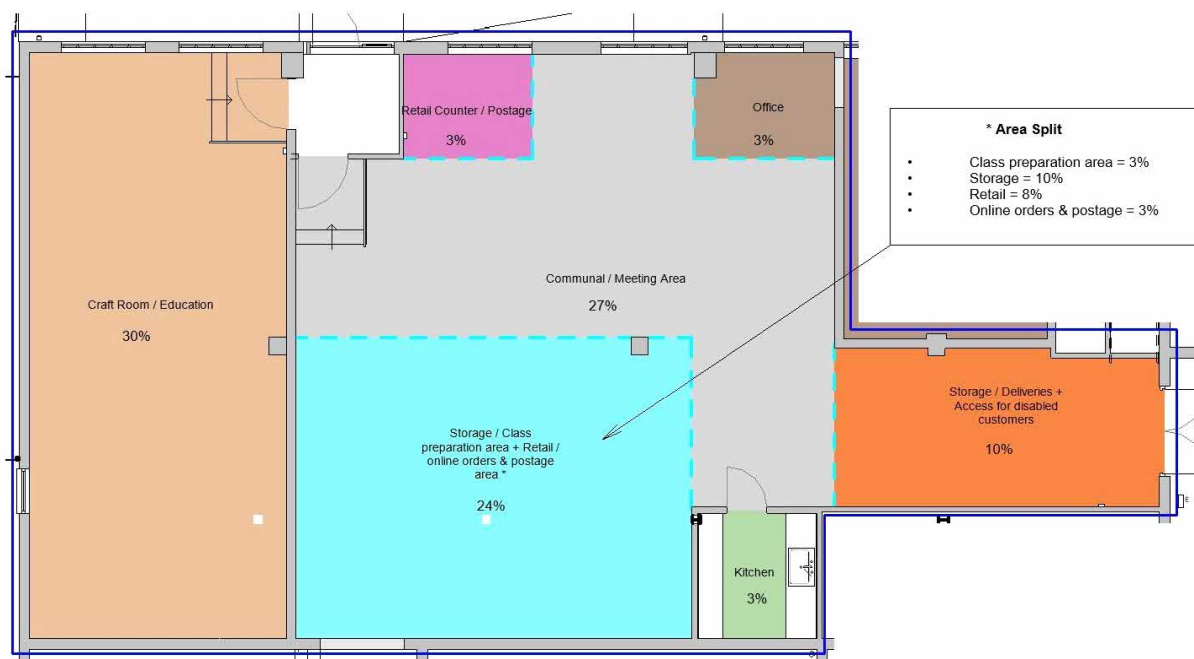 Retail Counter / Postage
3%
Office
3%
* Area Split
• Class preparation area = 3%
• Storage = 10%
• Retail = 8%
• Online orders & postage = 3%
Communal / Meeting Area
27%
Craft Room / Education
30%
Storage / Deliveries +
Access for disabled
customers
10%
Storage / Class
preparation area + Retail /
online orders & postage
area *
24%
E
Kitchen
3%